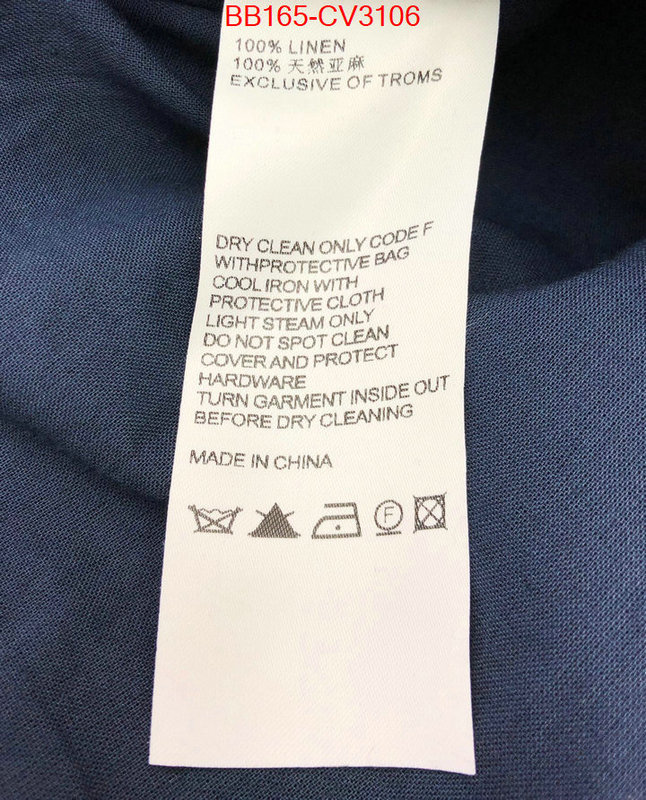 BB165-CV3106
100% LINEN
100% 天然亚麻
EXCLUSIVE OF TROMS
DRY CLEAN ONLY CODE F
WITHPROTECTIVE BAG
COOL IRON WITH
PROTECTIVE CLOTH
LIGHT STEAM ONLY
DO NOT SPOT CLEAN
COVER AND PROTECT
HARDWARE
TURN GARMENT INSIDE OUT
BEFORE DRY CLEANING
MADE IN CHINA
F